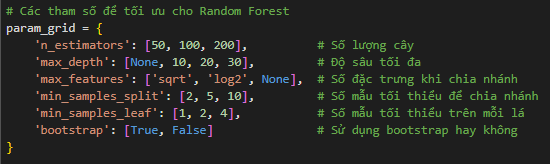 # Các tham số để tối ưu cho Random Forest
param_grid = {
    'n_estimators': [50, 100, 200],         # Số lượng cây
    'max_depth': [None, 10, 20, 30],        # Độ sâu tối đa
    'max_features': ['sqrt', 'log2', None], # Số đặc trưng khi chia nhánh
    'min_samples_split': [2, 5, 10],        # Số mẫu tối thiểu để chia nhánh
    'min_samples_leaf': [1, 2, 4],          # Số mẫu tối thiểu trên mỗi lá
    'bootstrap': [True, False]              # Sử dụng bootstrap hay không
}